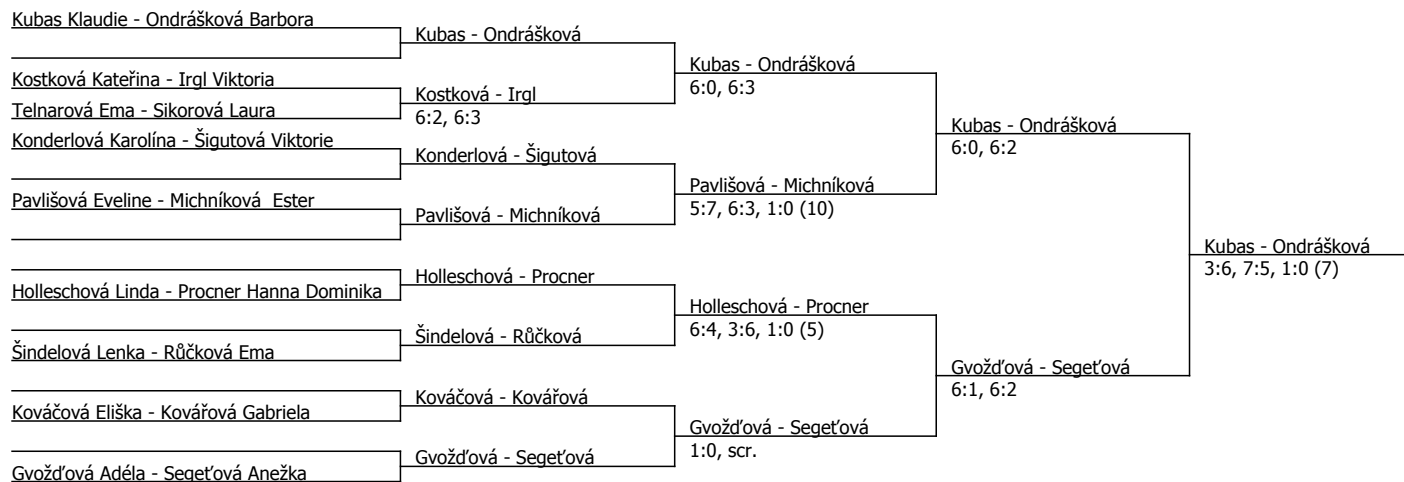 Kubas Klaudie - Ondrášková Barbora
Kostková Kateřina - Irgl Viktoria
Telnarová Ema - Sikorová Laura
Konderlová Karolína - Šigutová Viktorie
Pavlišová Eveline - Michníková  Ester
Holleschová Linda - Procner Hanna Dominika
Šindelová Lenka - Růčková Ema
Kováčová Eliška - Kovářová Gabriela
Gvožďová Adéla - Segeťová Anežka
Kubas - Ondrášková
Kostková - Irgl
6:2, 6:3
Konderlová - Šigutová
Pavlišová - Michníková
Holleschová - Procner
Šindelová - Růčková
Kováčová - Kovářová
Gvožďová - Segeťová
Kubas - Ondrášková
6:0, 6:3
Pavlišová - Michníková
5:7, 6:3, 1:0 (10)
Holleschová - Procner
6:4, 3:6, 1:0 (5)
Gvožďová - Segeťová
1:0, scr.
Kubas - Ondrášková
6:0, 6:2
Gvožďová - Segeťová
6:1, 6:2
Kubas - Ondrášková
3:6, 7:5, 1:0 (7)